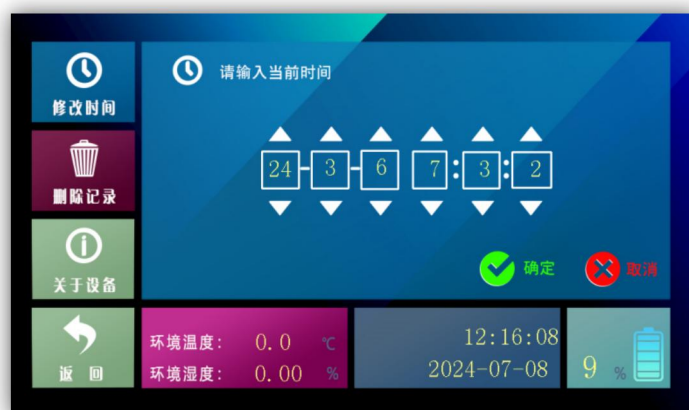 修改时间
删除记录
关于设备
返 回
请输入当前时间
24-3-6 7:3:2
确定
取消
环境温度: 0.0 ℃
环境湿度: 0.00 %
12:16:08
2024-07-08
9 %